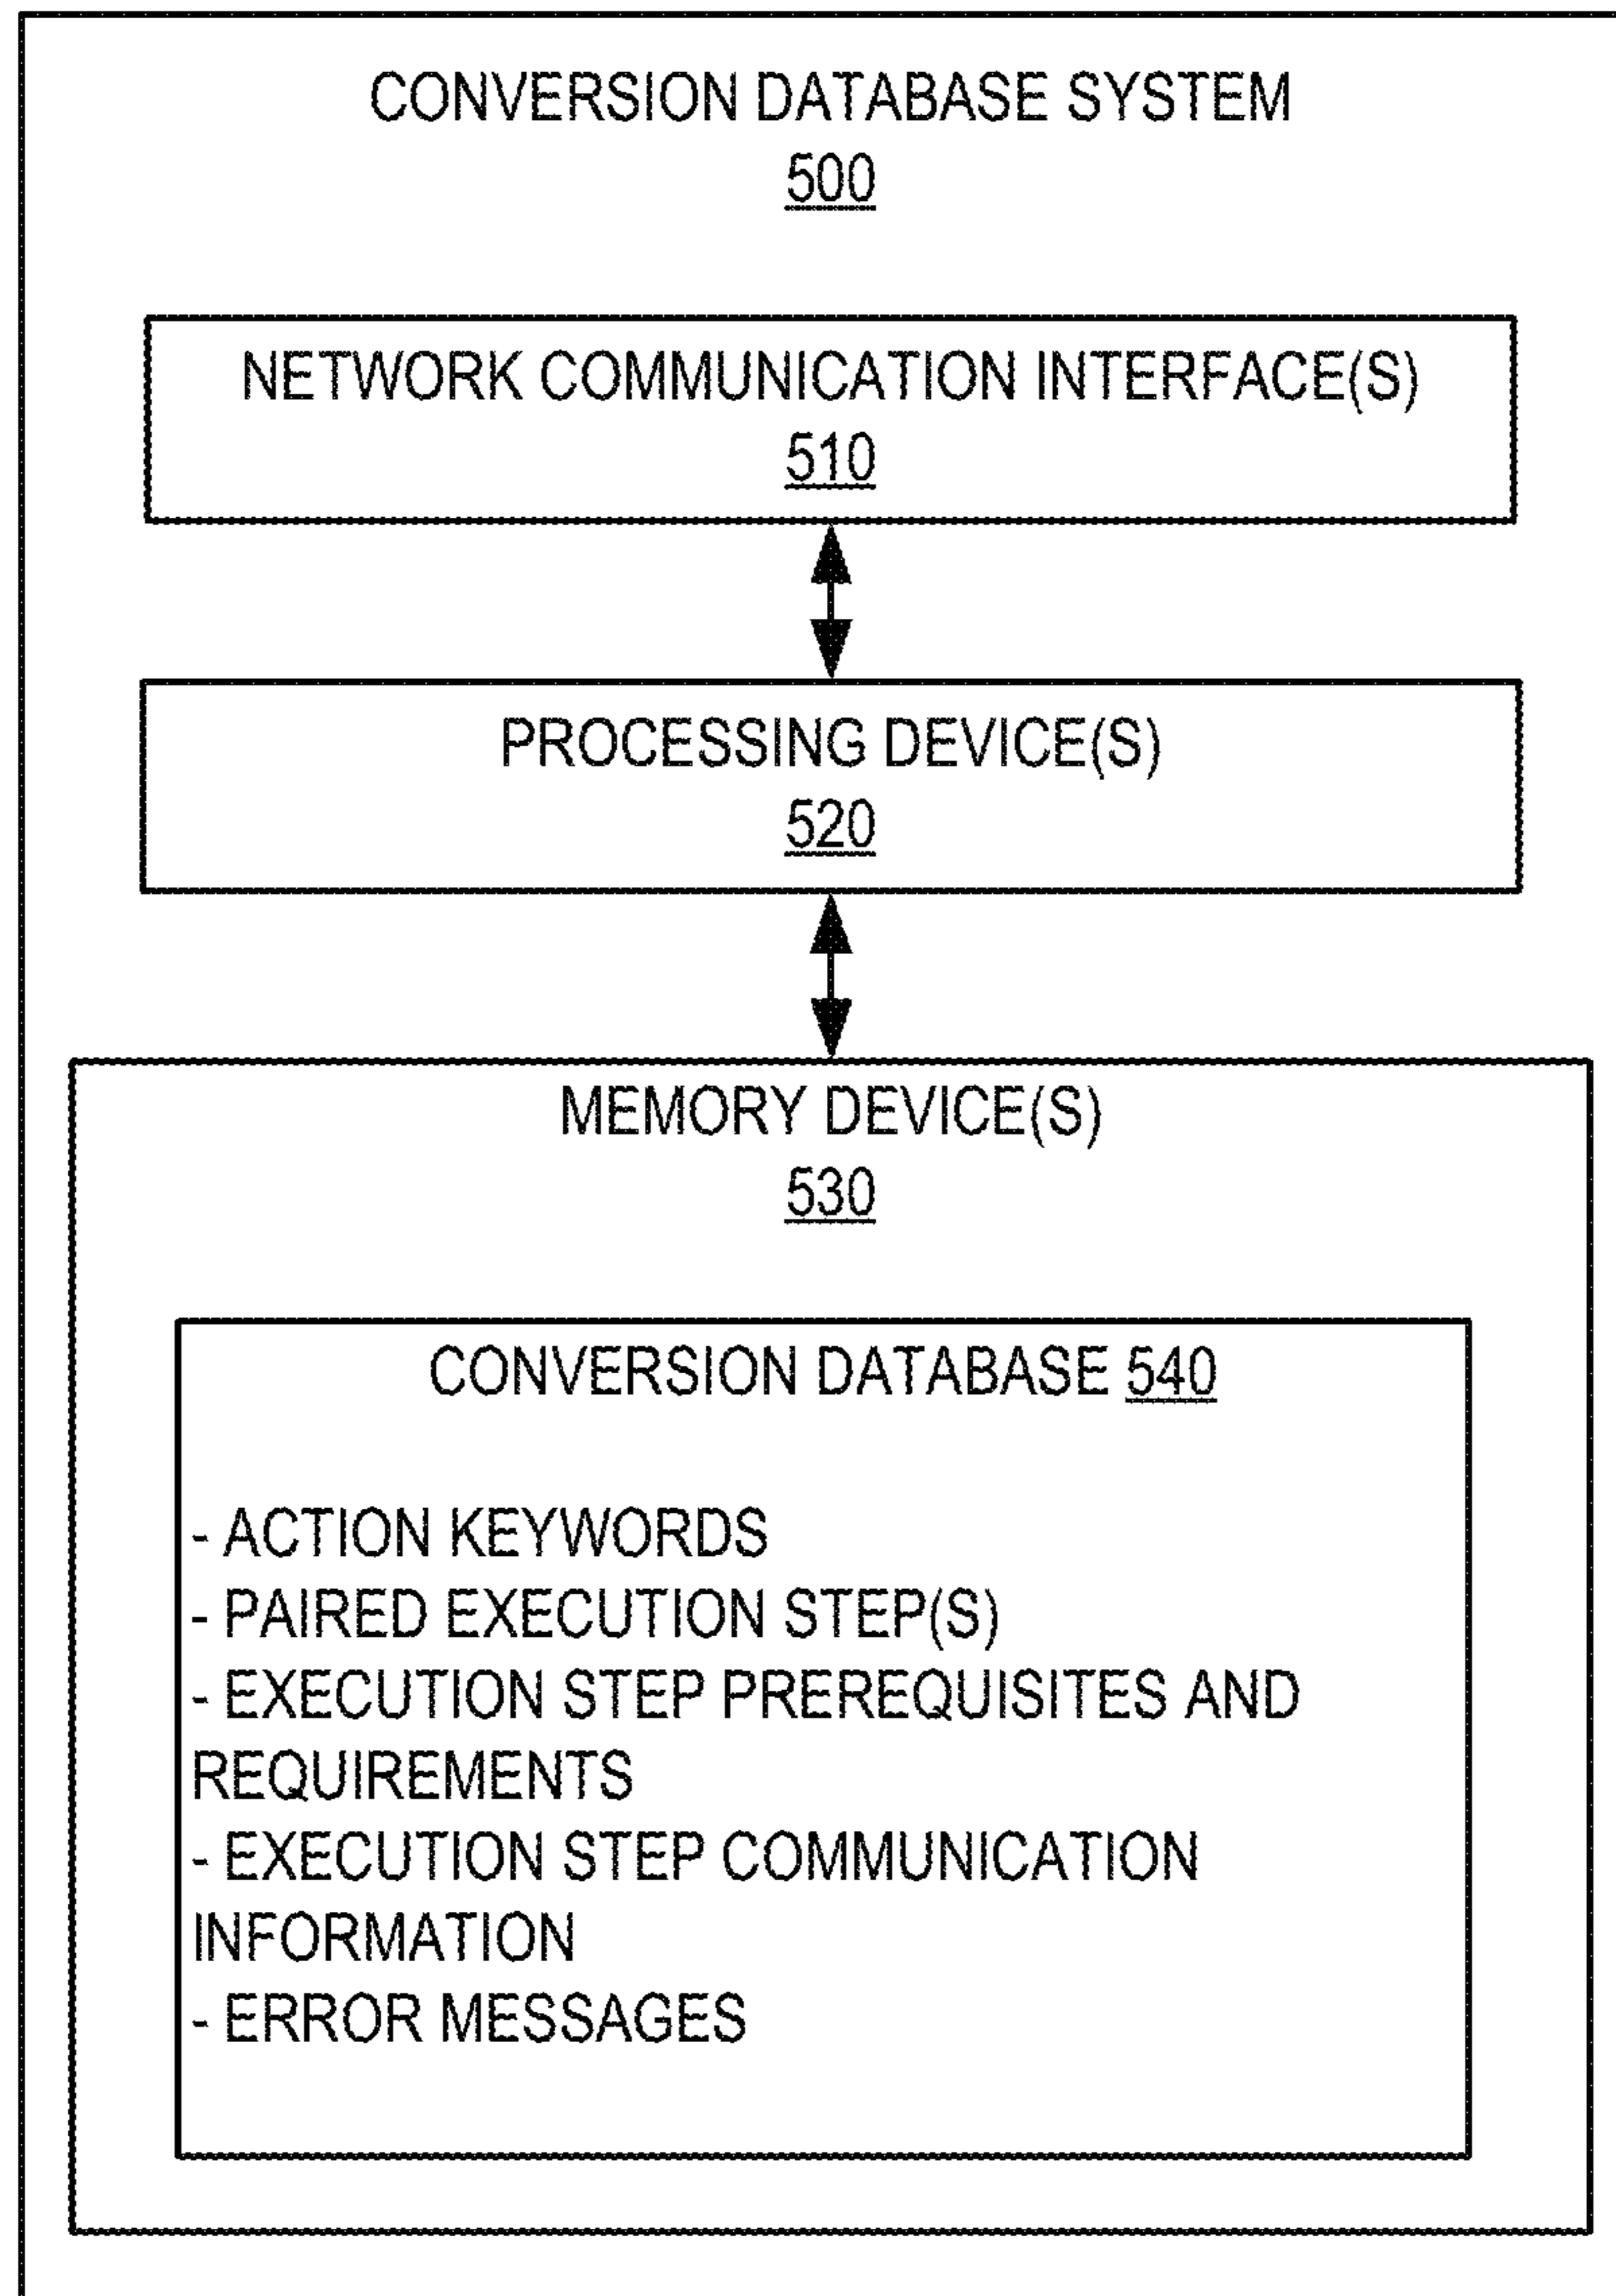 CONVERSION DATABASE SYSTEM
500
NETWORK COMMUNICATION INTERFACE(S)
510
PROCESSING DEVICE(S)
520
MEMORY DEVICE(S)
530
CONVERSION DATABASE 540
- ACTION KEYWORDS
- PAIRED EXECUTION STEP(S)
- EXECUTION STEP PREREQUISITES AND
REQUIREMENTS
- EXECUTION STEP COMMUNICATION
INFORMATION
- ERROR MESSAGES